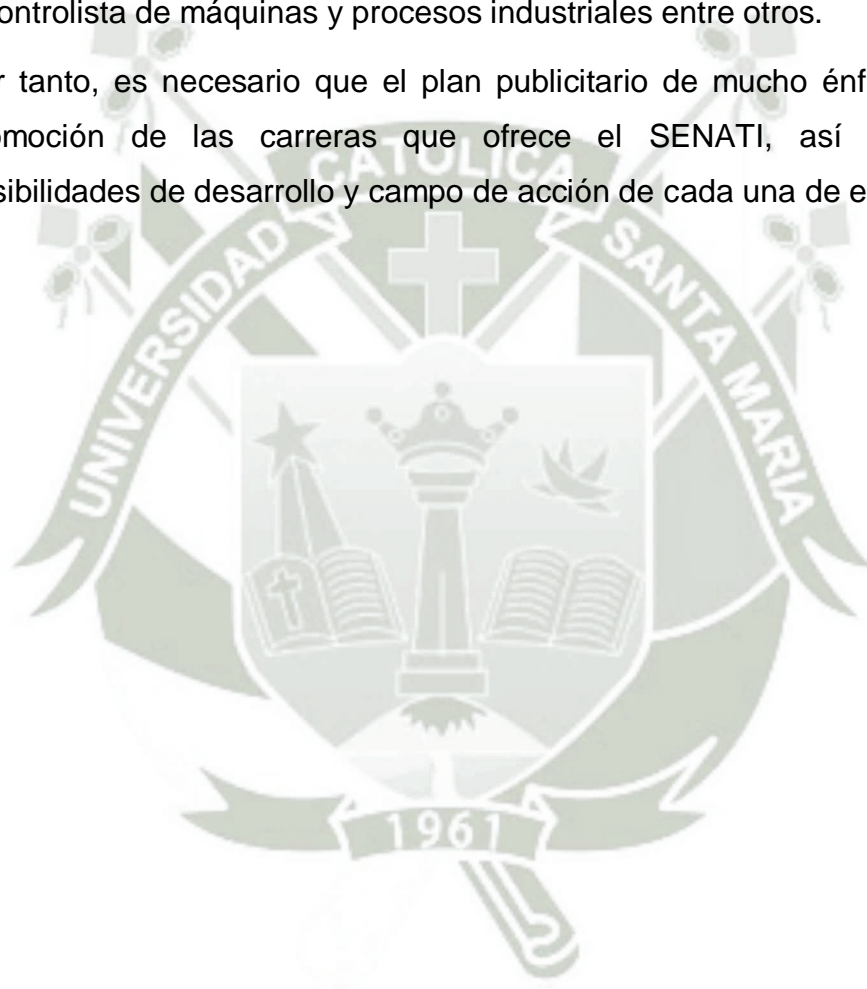 ontrolista de máquinas y procesos industriales entre otros.
r tanto, es necesario que el plan publicitario de mucho énf
omoción de las carreras que ofrece el SENATI, así
sibilidades de desarrollo y campo de acción de cada una de e
UNIVERSIDAD CATOLICA SANTA MARIA
1961